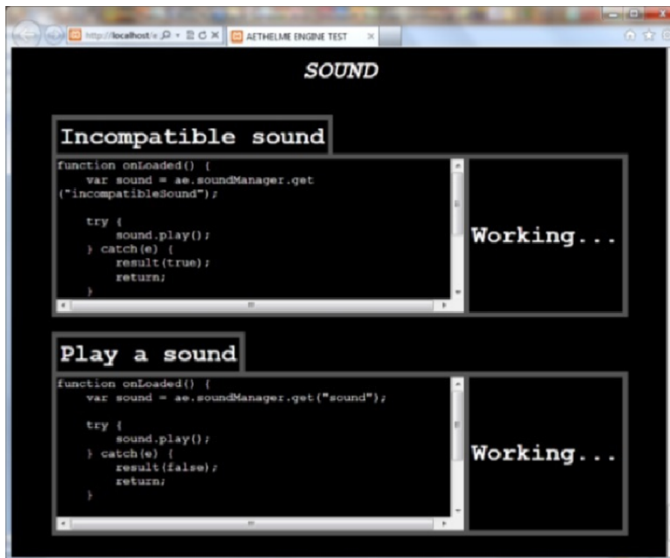 http://localhost/e
AETHELME ENGINE TEST
SOUND
Incompatible sound
function onLoaded() {
var sound = ae.soundManager.get
("incompatibleSound");
try {
sound.play();
} catch(e) {
result(true);
return;
}
Working...
Play a sound
function onLoaded() {
var sound = ae.soundManager.get("sound");
try {
sound.play();
} catch(e) {
result(false);
return;
}
Working...